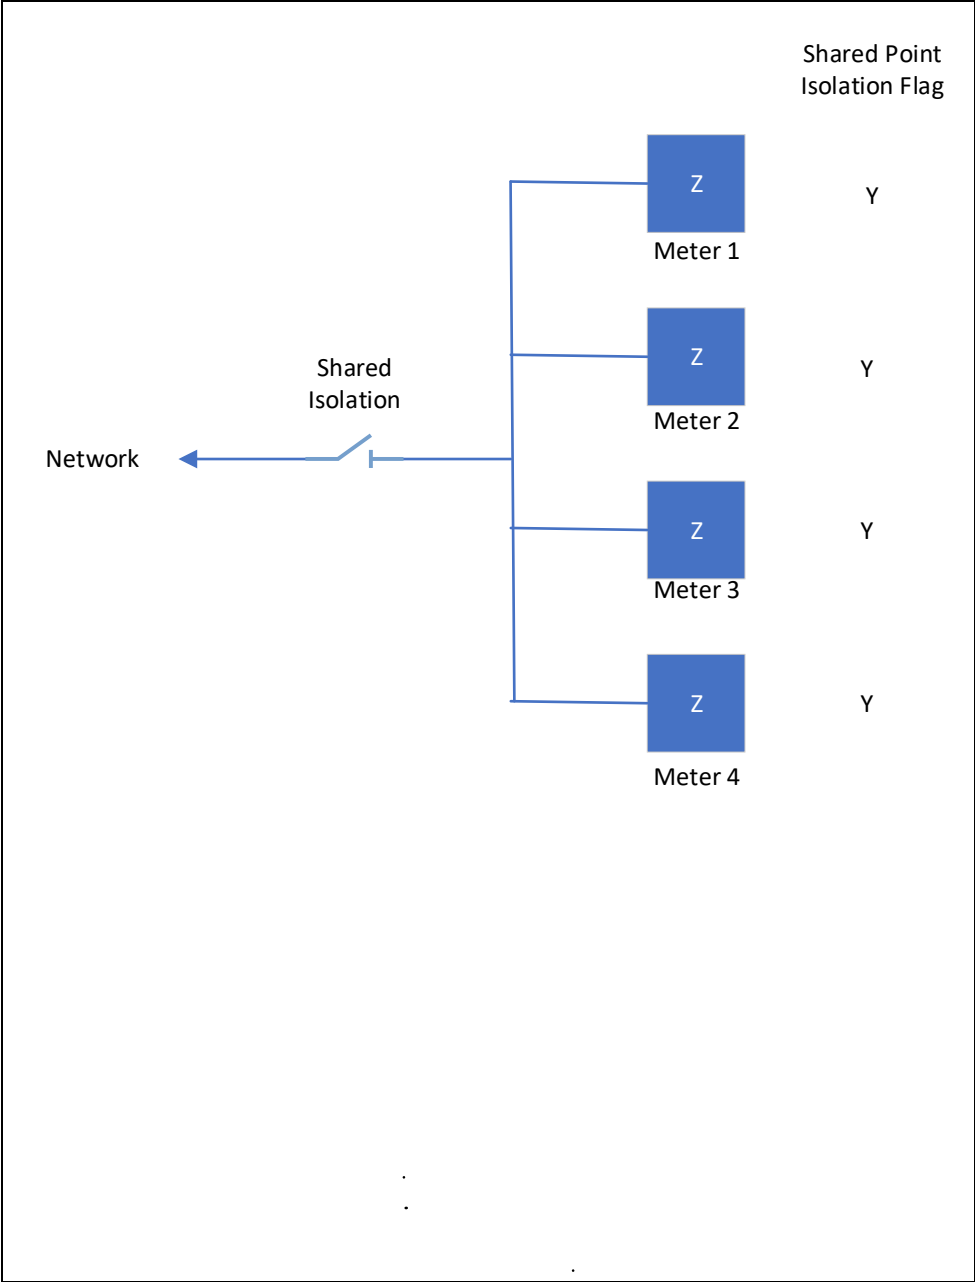 Shared Point
Isolation Flag
Z
Y
Meter 1
Z
Y
Meter 2
Shared
Isolation
Network
Z
Y
Meter 3
Z
Y
Meter 4
.
.
.